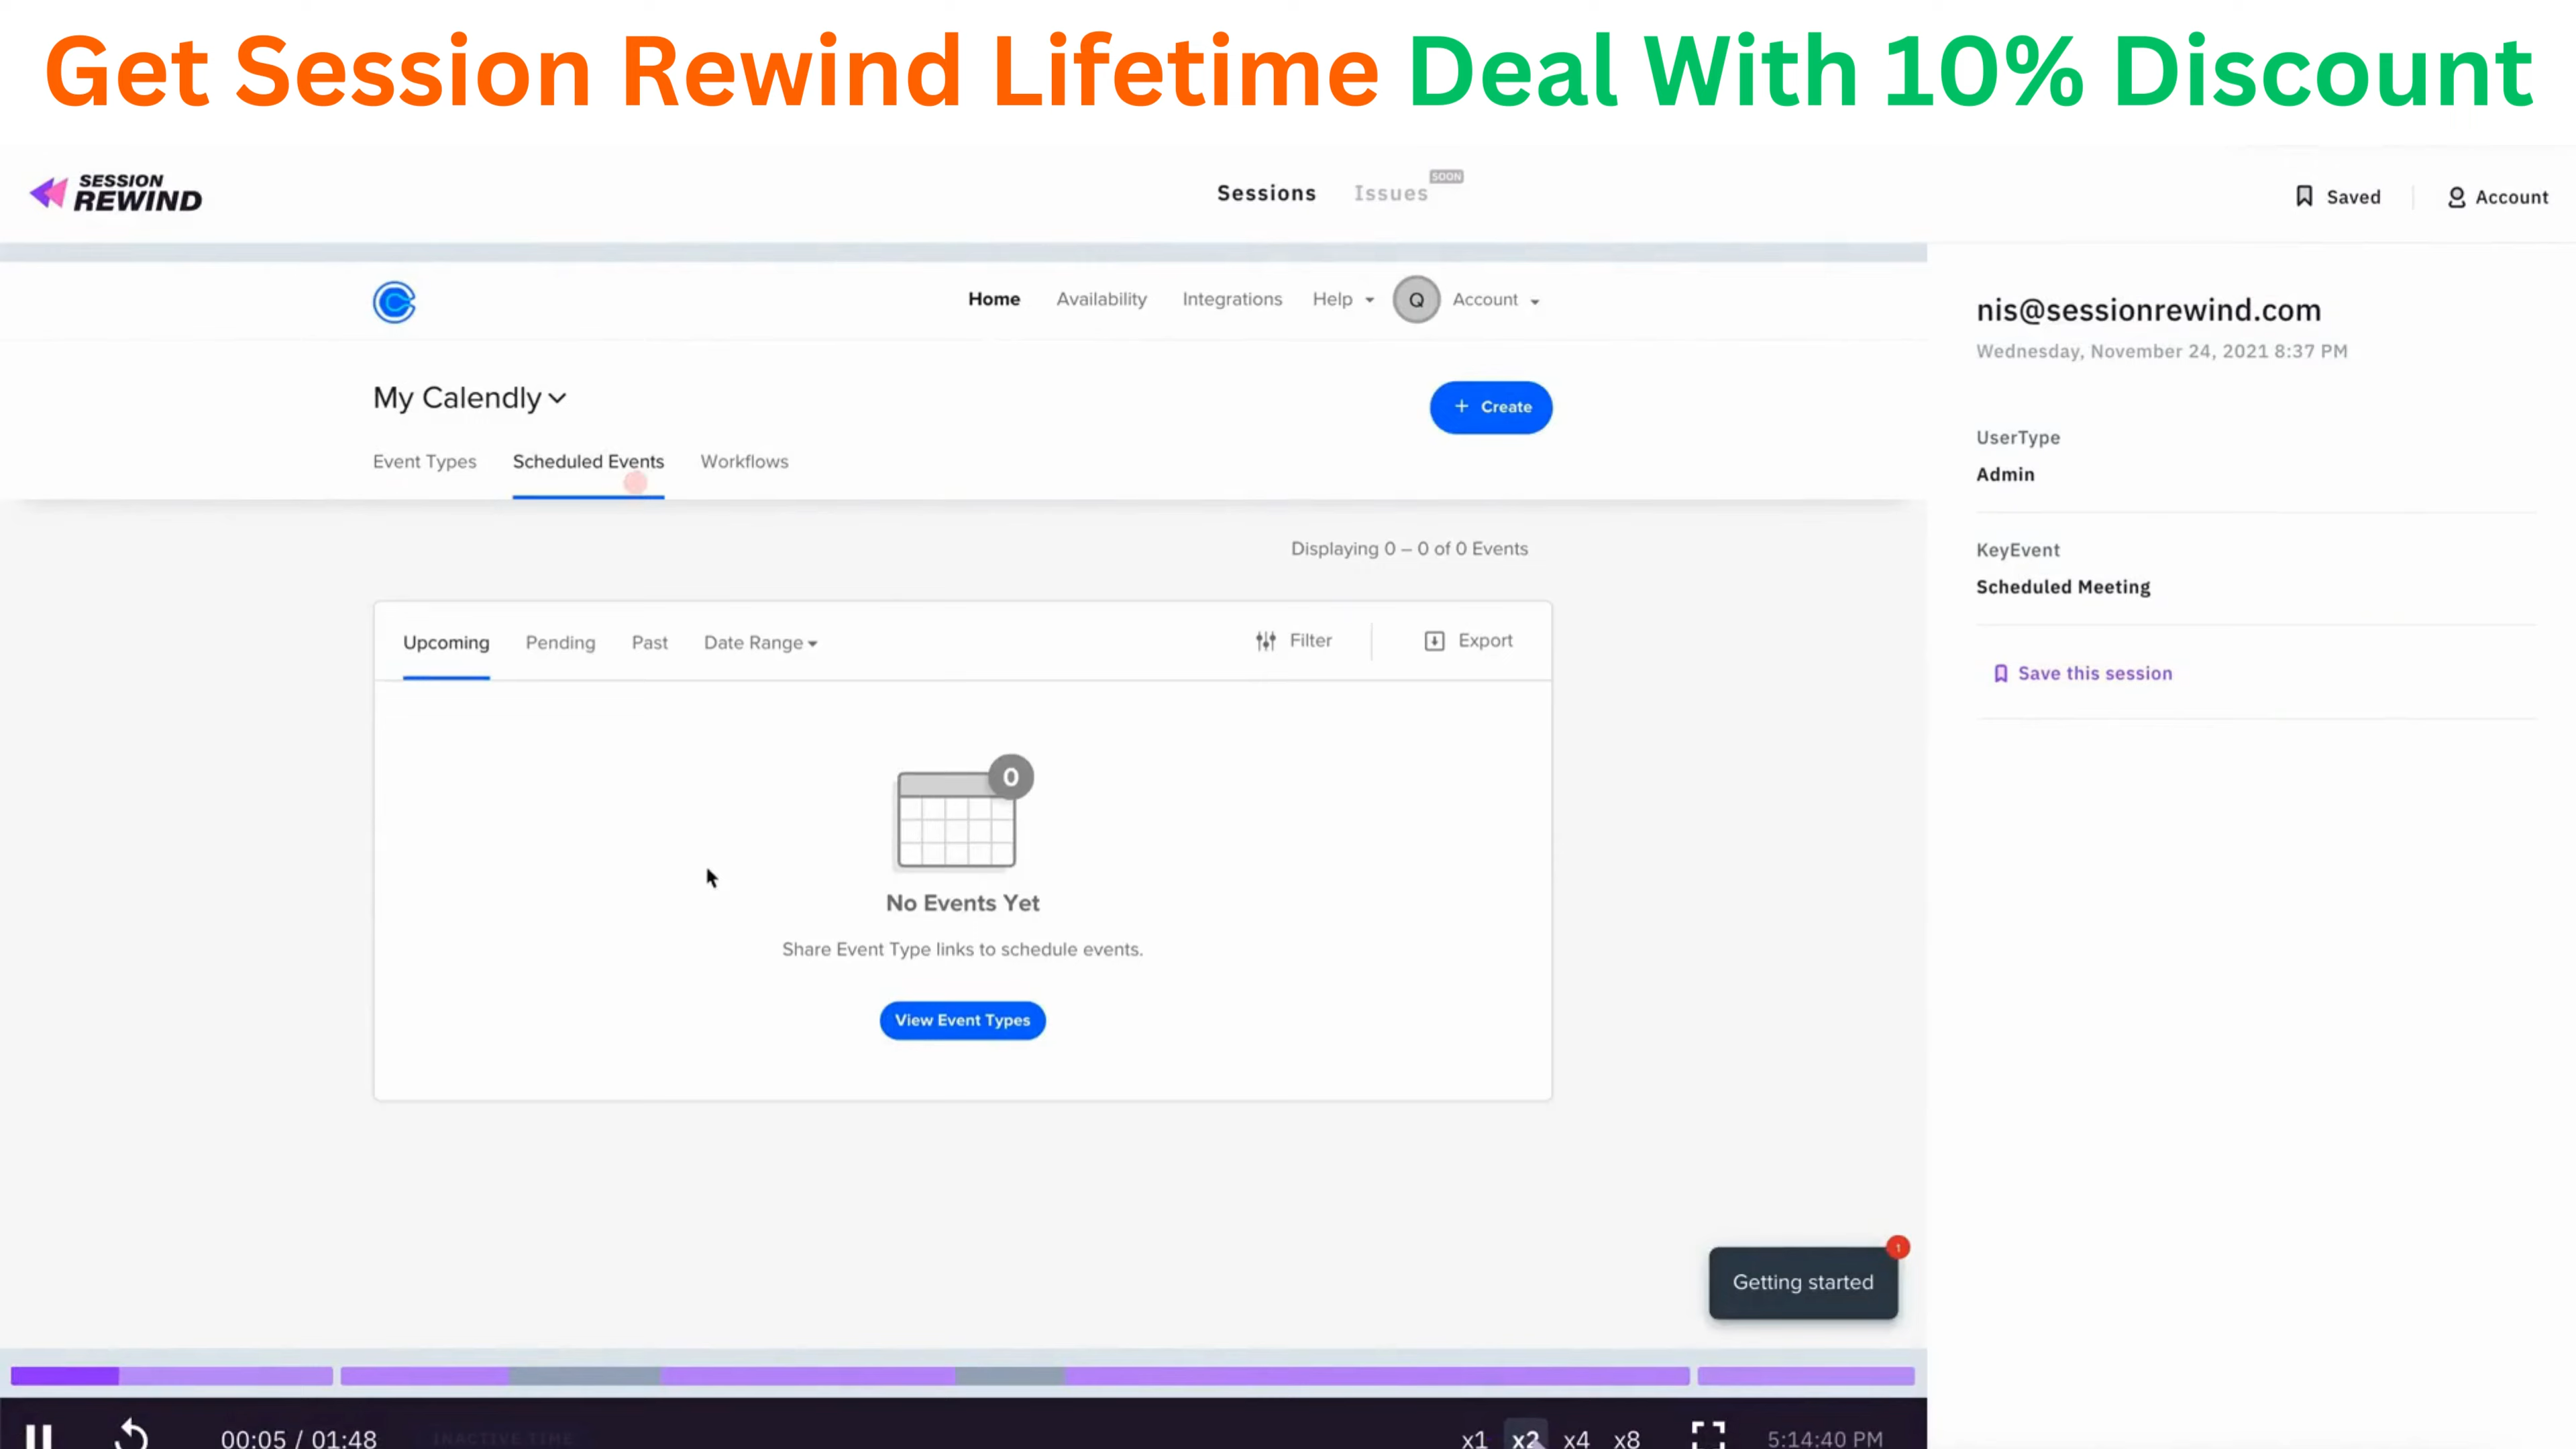 Get Session Rewind Lifetime Deal With 10% Discount
SESSION
REWIND
Sessions
Issues
SOON
Saved
Account
Home
Availability
Integrations
Help
Q
Account
My Calendly
+ Create
Event Types
Scheduled Events
Workflows
Displaying 0 – 0 of 0 Events
Upcoming
Pending
Past
Date Range
Filter
Export
0
No Events Yet
Share Event Type links to schedule events.
View Event Types
Getting started
1
nis@sessionrewind.com
Wednesday, November 24, 2021 8:37 PM
UserType
Admin
KeyEvent
Scheduled Meeting
Save this session
00:05 / 01:48
INACTIVE TIME
x1
x2
x4
x8
5:14:40 PM